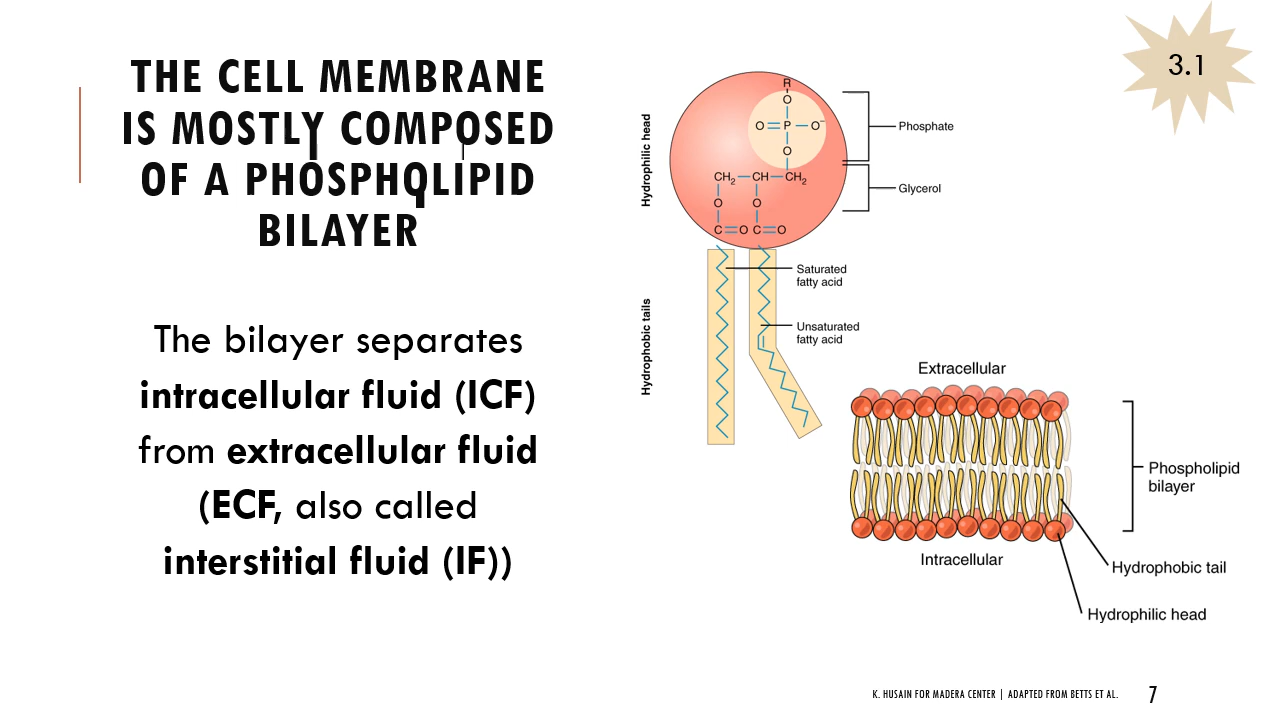 THE CELL MEMBRANE
IS MOSTLY COMPOSED
OF A PHOSPHOLIPID
BILAYER
The bilayer separates
intracellular fluid (ICF)
from extracellular fluid
(ECF, also called
interstitial fluid (IF))
3.1
Hydrophilic head
R
O
O=P—O⁻
O
CH₂—CH—CH₂
O O
C=O C=O
Phosphate
Glycerol
Hydrophobic tails
Saturated
fatty acid
Unsaturated
fatty acid
Extracellular
Phospholipid
bilayer
Intracellular
Hydrophobic tail
Hydrophilic head
K. HUSAIN FOR MADERA CENTER | ADAPTED FROM BETTS ET AL. 7